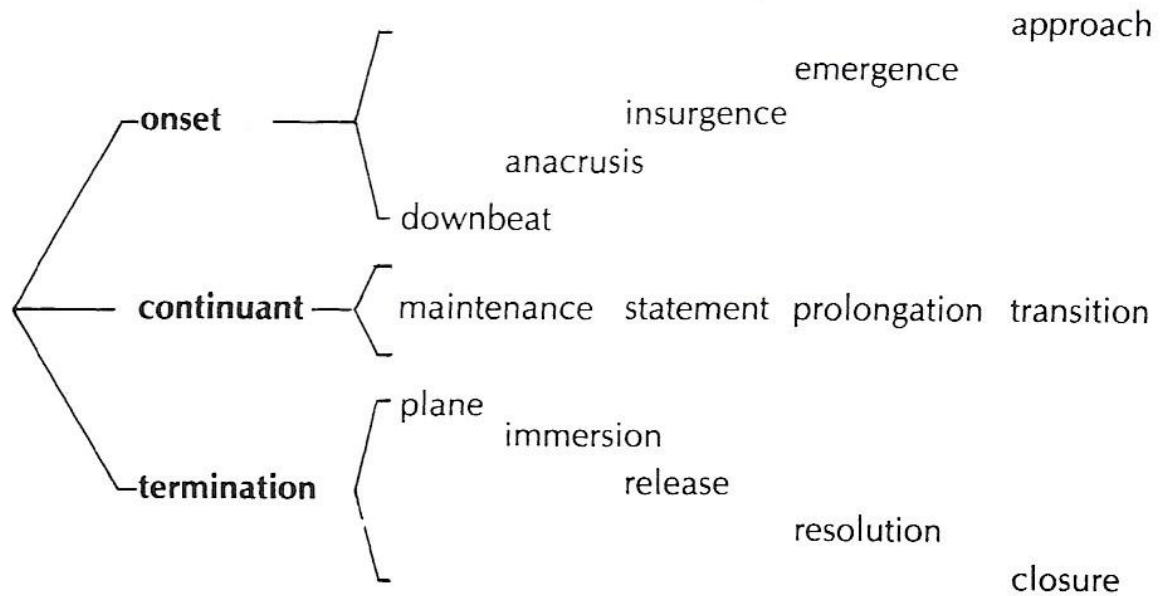 approach
emergence
insurgence
onset
anacrusis
downbeat
continuant maintenance statement prolongation transition
plane
immersion
termination release
resolution
closure